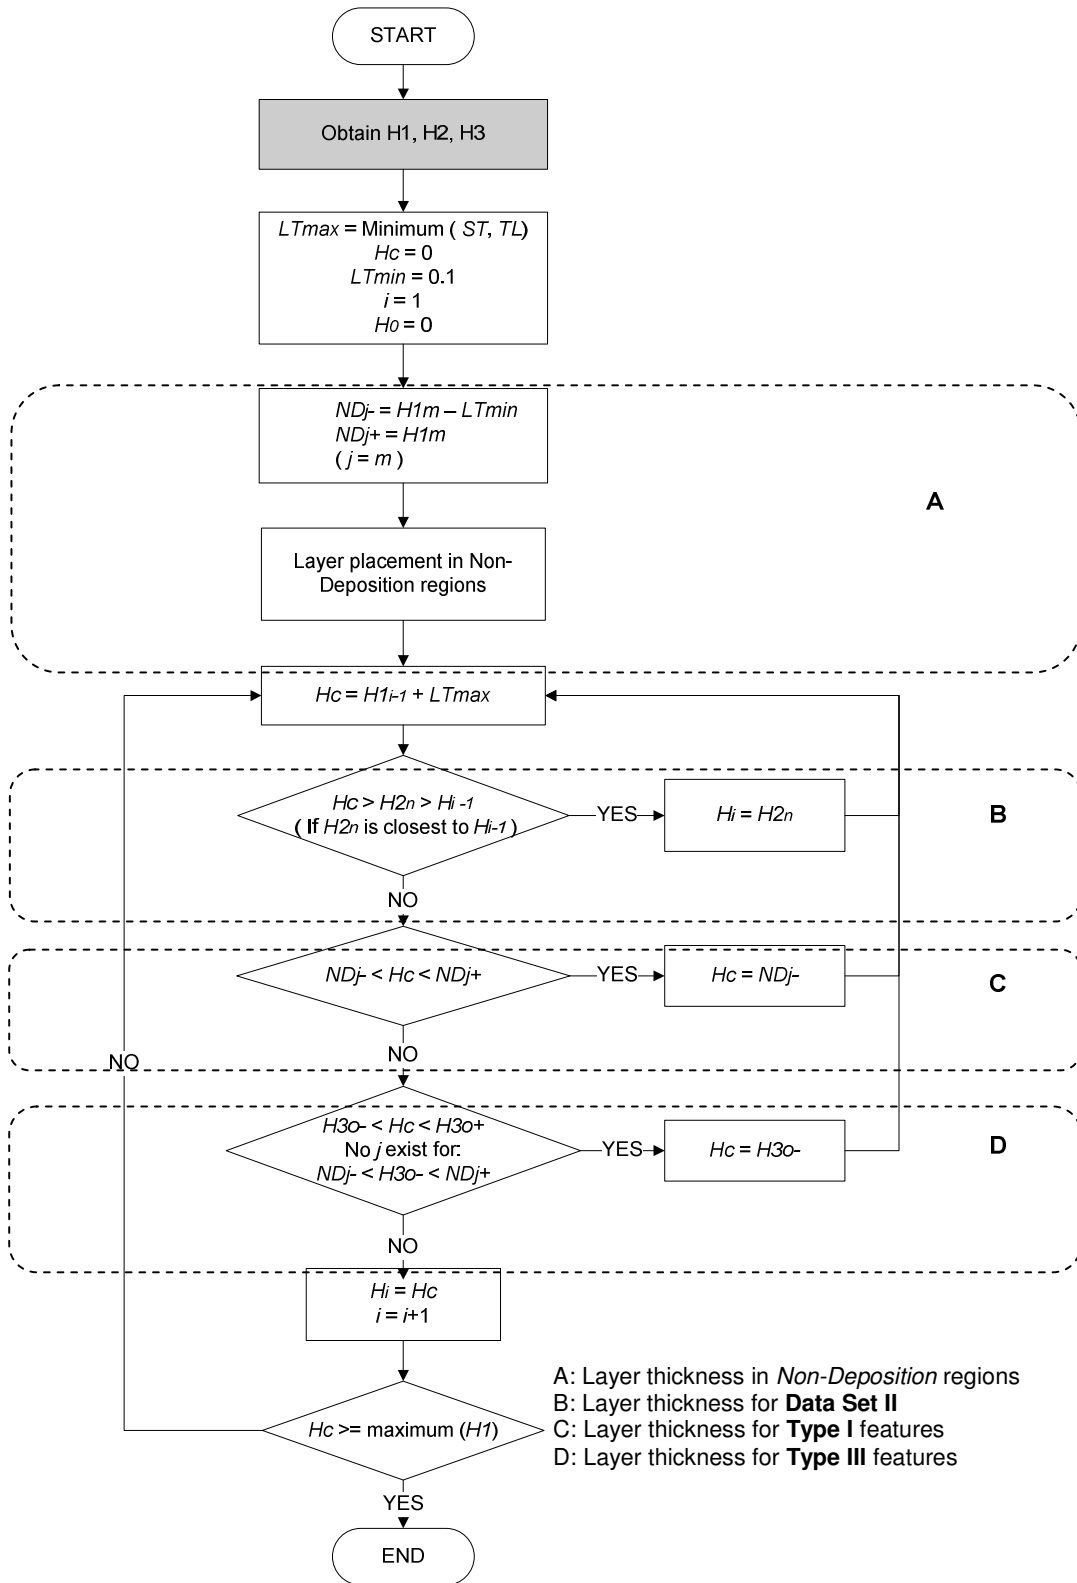 START
Obtain H1, H2, H3
LTmax = Minimum ( ST, TL)
Hc = 0
LTmin = 0.1
i = 1
Ho = 0
NDj- = H1m – LTmin
NDj+ = H1m
( j = m )
A
Layer placement in Non-
Deposition regions
Hc = H1i-1 + LTmax
Hc > H2n > Hi -1
( If H2n is closest to Hi-1)
YES
Hi = H2n
B
NO
NDj- < Hc < NDj+
YES
Hc = NDj-
C
NO
NO
H3o- < Hc < H3o+
No j exist for:
NDj- < H3o- < NDj+
YES
Hc = H3o-
D
NO
Hi = Hc
i = i+1
A: Layer thickness in Non-Deposition regions
B: Layer thickness for Data Set II
C: Layer thickness for Type I features
D: Layer thickness for Type III features
Hc >= maximum (H1)
YES
END